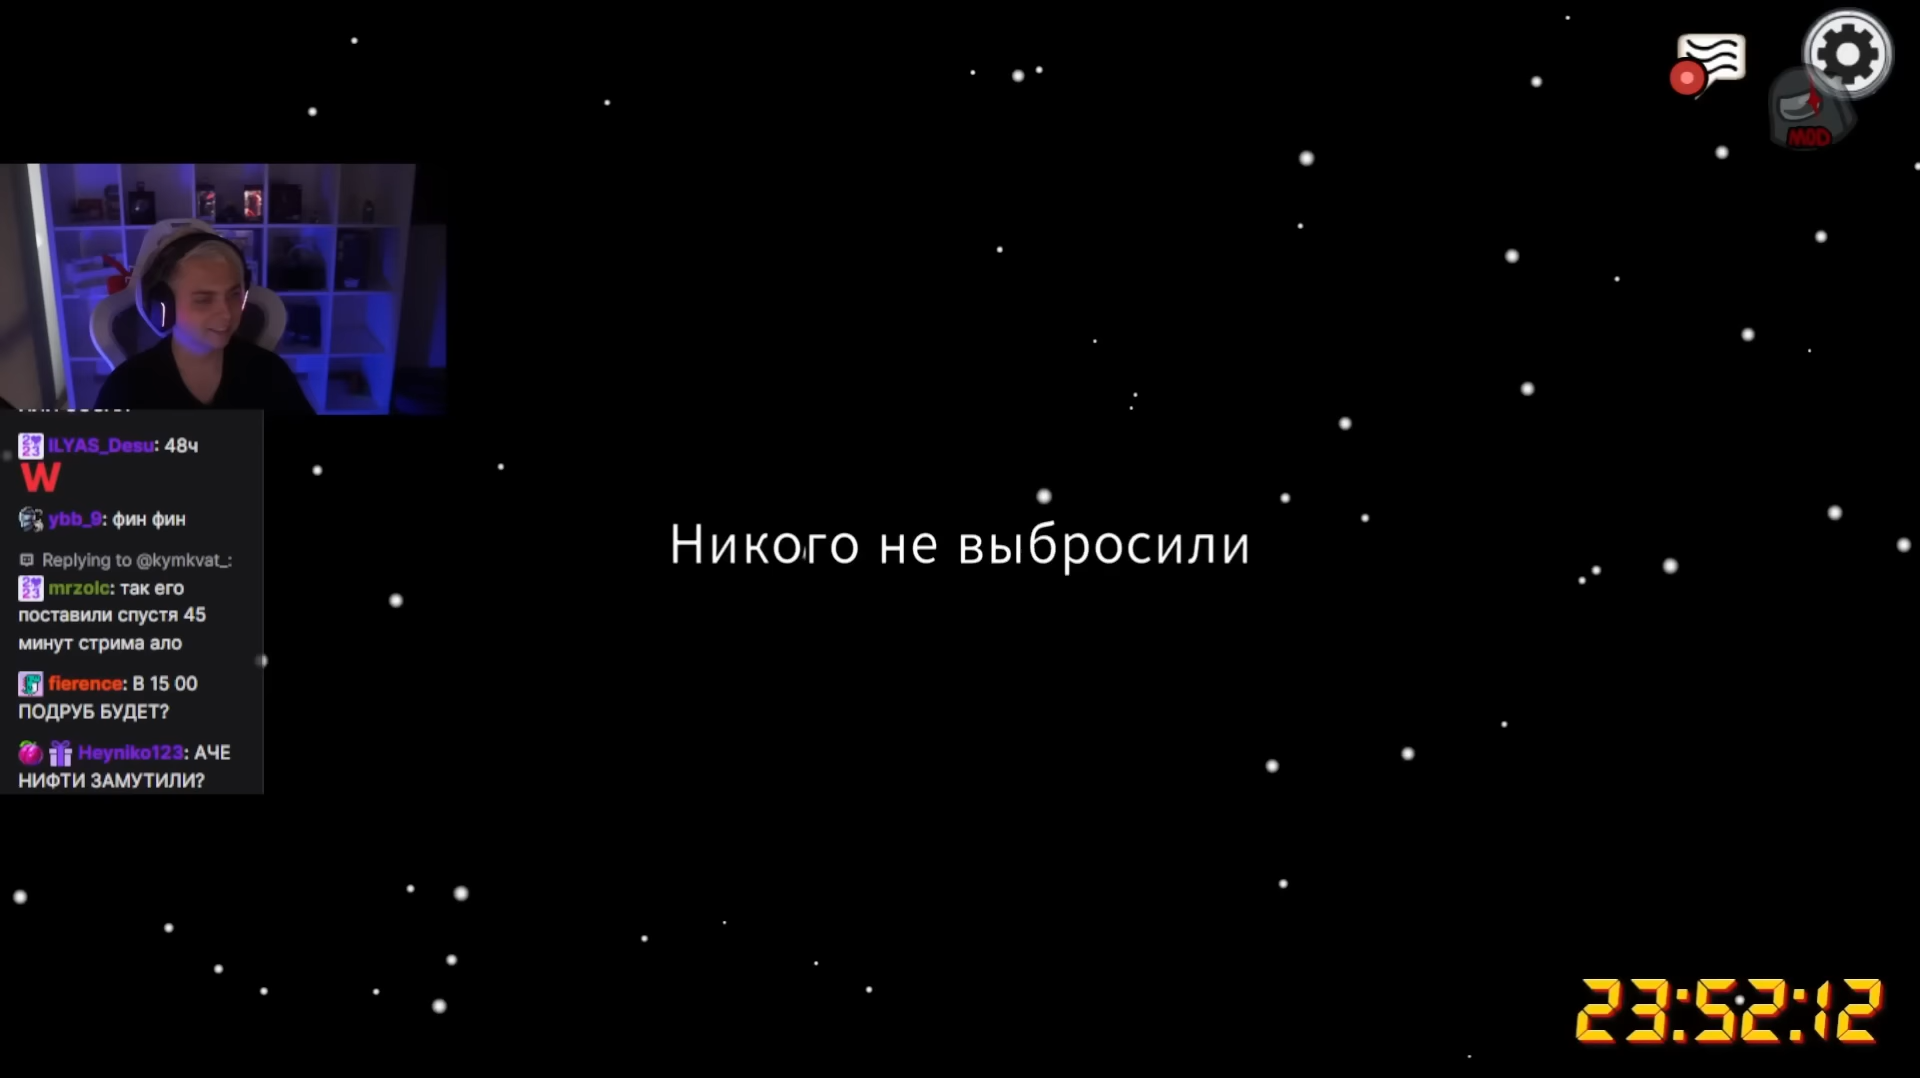 MOD
ILYAS_Desu: 48ч
W
ybb_9: фин фин
Replying to @kymkvat_:
mrzolc: так его
поставили спустя 45
минут стрима ало
fierence: В 15 00
ПОДРУБ БУДЕТ?
Heyniko123: АЧЕ
НИФТИ ЗАМУТИЛИ?
Никого не выбросили
23:52:12